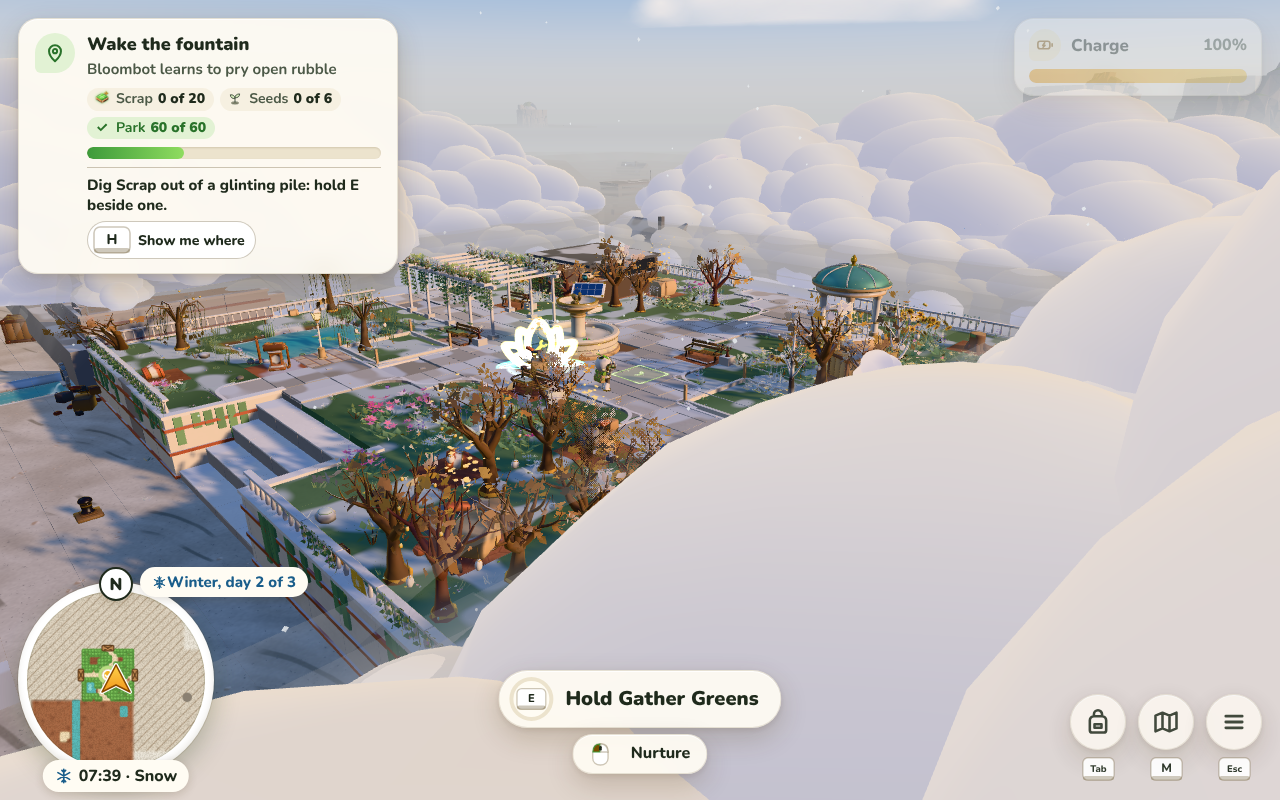 Wake the fountain
Bloombot learns to pry open rubble
Scrap 0 of 20
Seeds 0 of 6
Park 60 of 60
Dig Scrap out of a glinting pile: hold E
beside one.
H Show me where
Charge 100%
N
Winter, day 2 of 3
07:39 · Snow
E Hold Gather Greens
Nurture
Tab
M
Esc